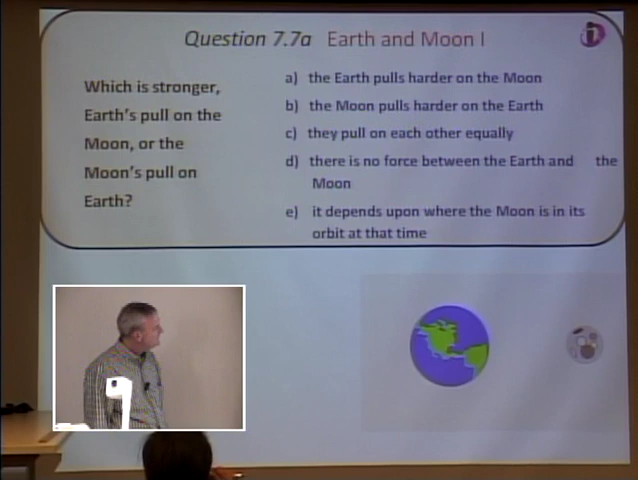 Question 7.7a Earth and Moon I
Which is stronger,
Earth's pull on the
Moon, or the
Moon's pull on
Earth?
a) the Earth pulls harder on the Moon
b) the Moon pulls harder on the Earth
c) they pull on each other equally
d) there is no force between the Earth and the
Moon
e) it depends upon where the Moon is in its
orbit at that time